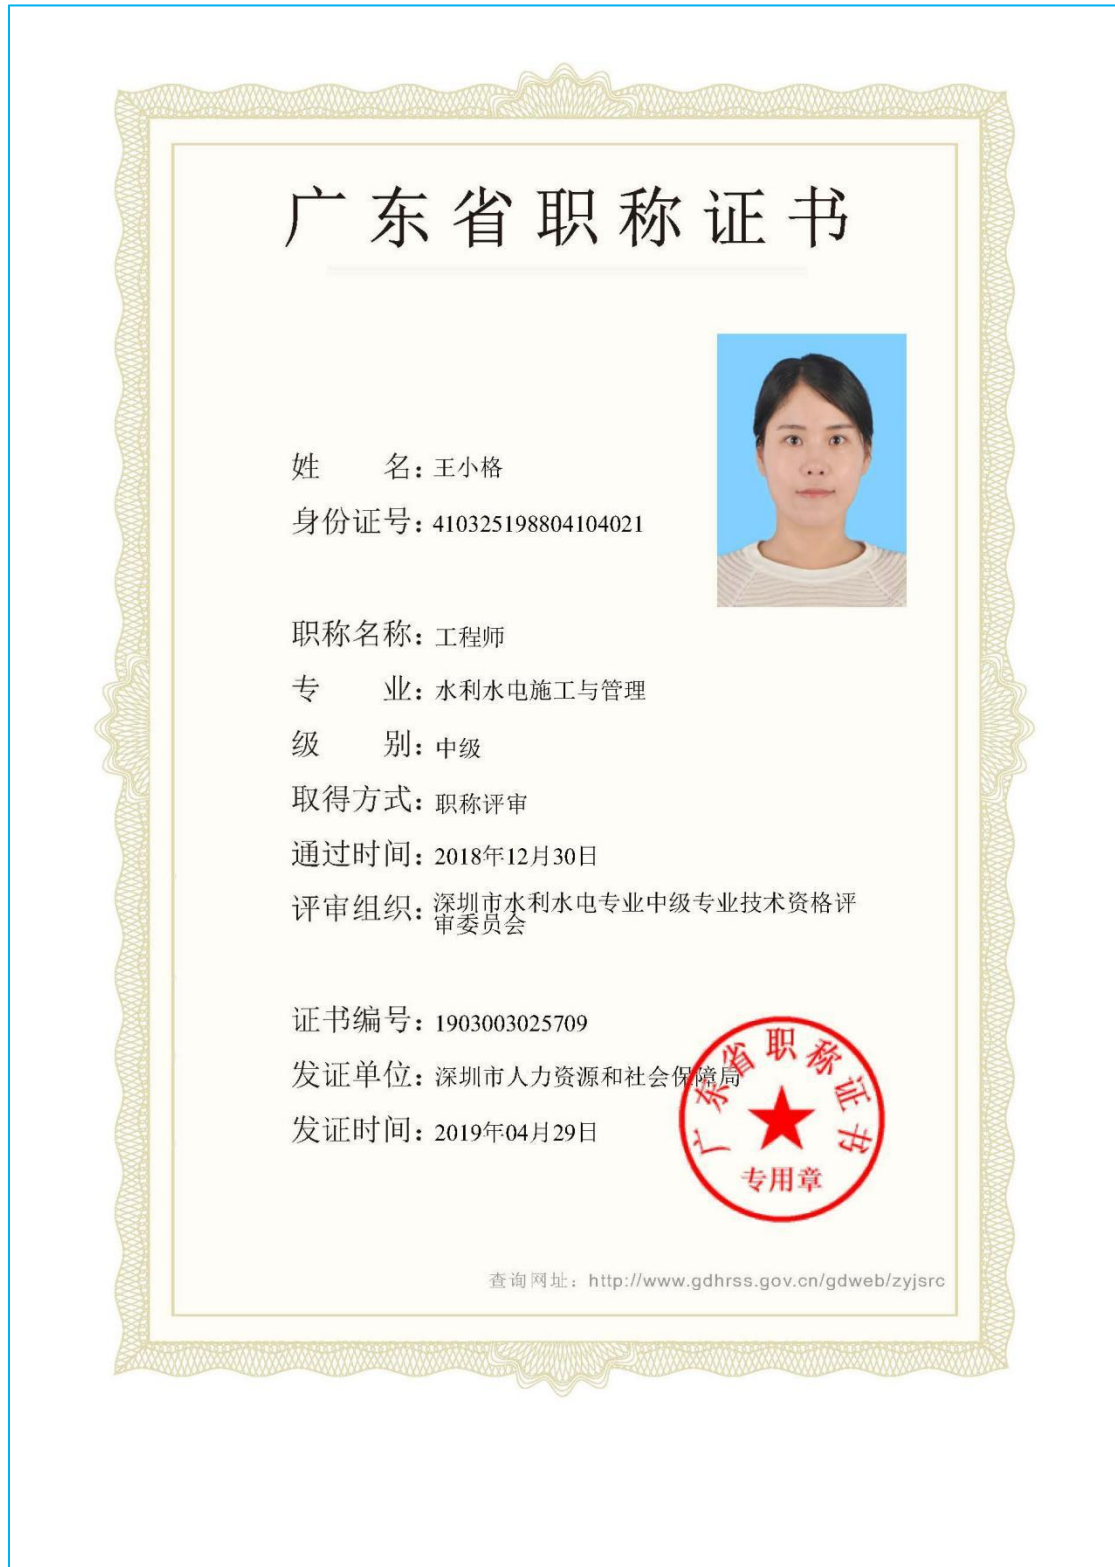 广东省职称证书
姓 名：王小格
身份证号：410325198804104021
职称名称：工程师
专 业：水利水电施工与管理
级 别：中级
取得方式：职称评审
通过时间：2018年12月30日
评审组织：深圳市水利水电专业中级专业技术资格评
审委员会
证书编号：1903003025709
发证单位：深圳市人力资源和社会保障局
发证时间：2019年04月29日
广东省职称证书
专用章
查询网址：http://www.gdhrss.gov.cn/gdweb/zyjsrc